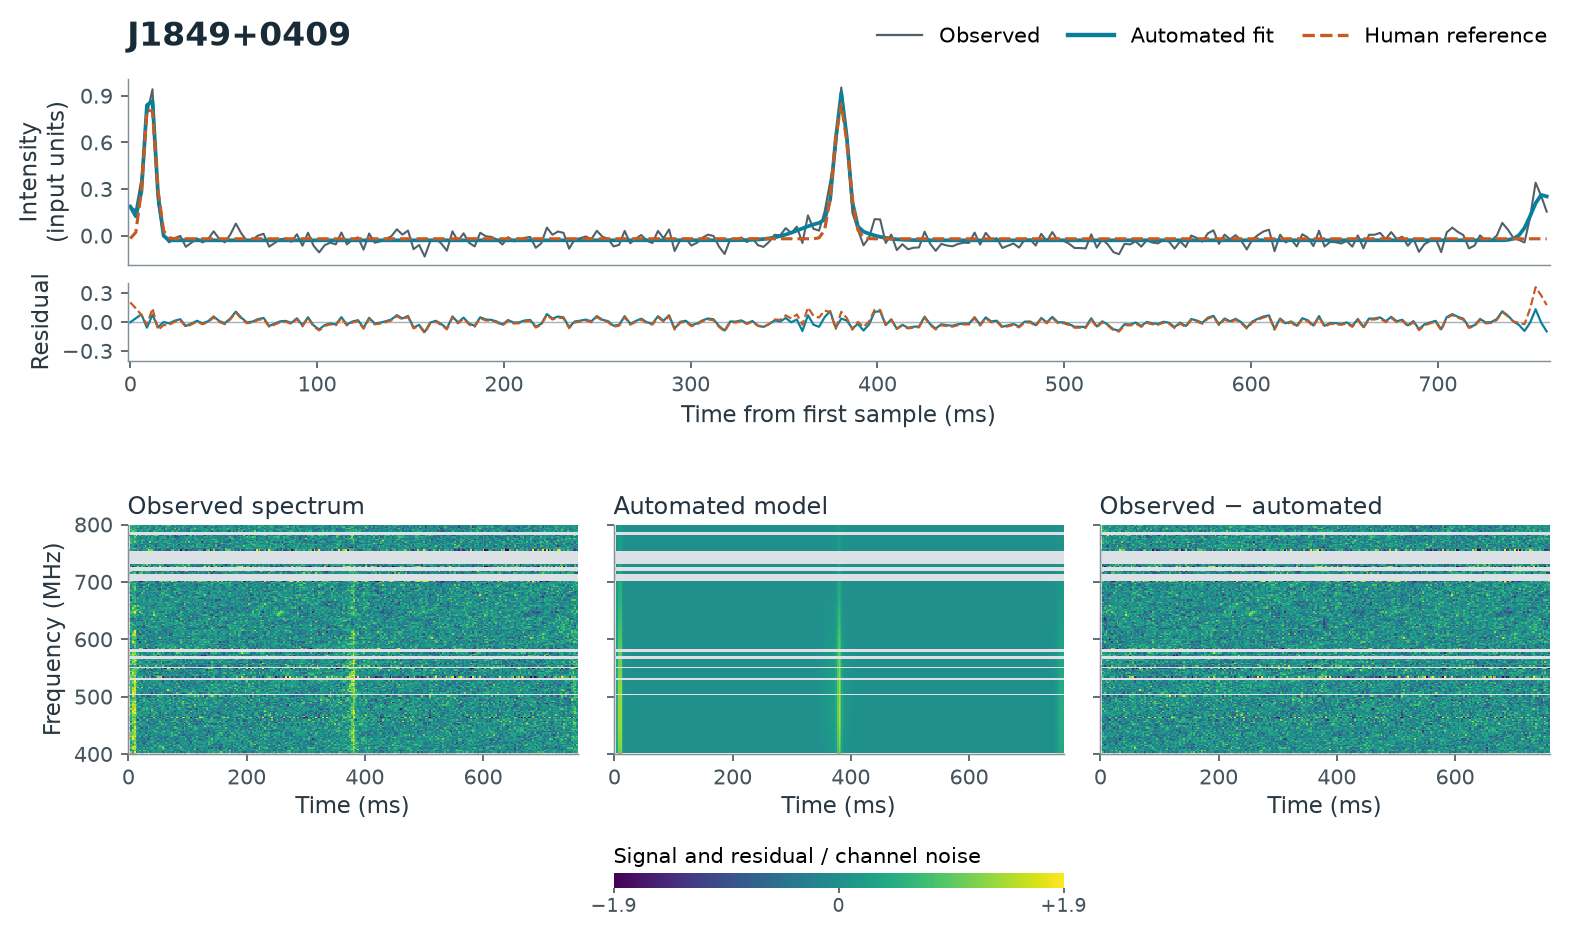 J1849+0409
Observed
Automated fit
Human reference
Intensity
(input units)
0.9
0.6
0.3
0.0
Residual
0.3
0.0
−0.3
0
100
200
300
400
500
600
700
Time from first sample (ms)
Observed spectrum
Automated model
Observed − automated
Frequency (MHz)
800
700
600
500
400
0
200
400
600
0
200
400
600
0
200
400
600
Time (ms)
Time (ms)
Time (ms)
Signal and residual / channel noise
−1.9
0
+1.9